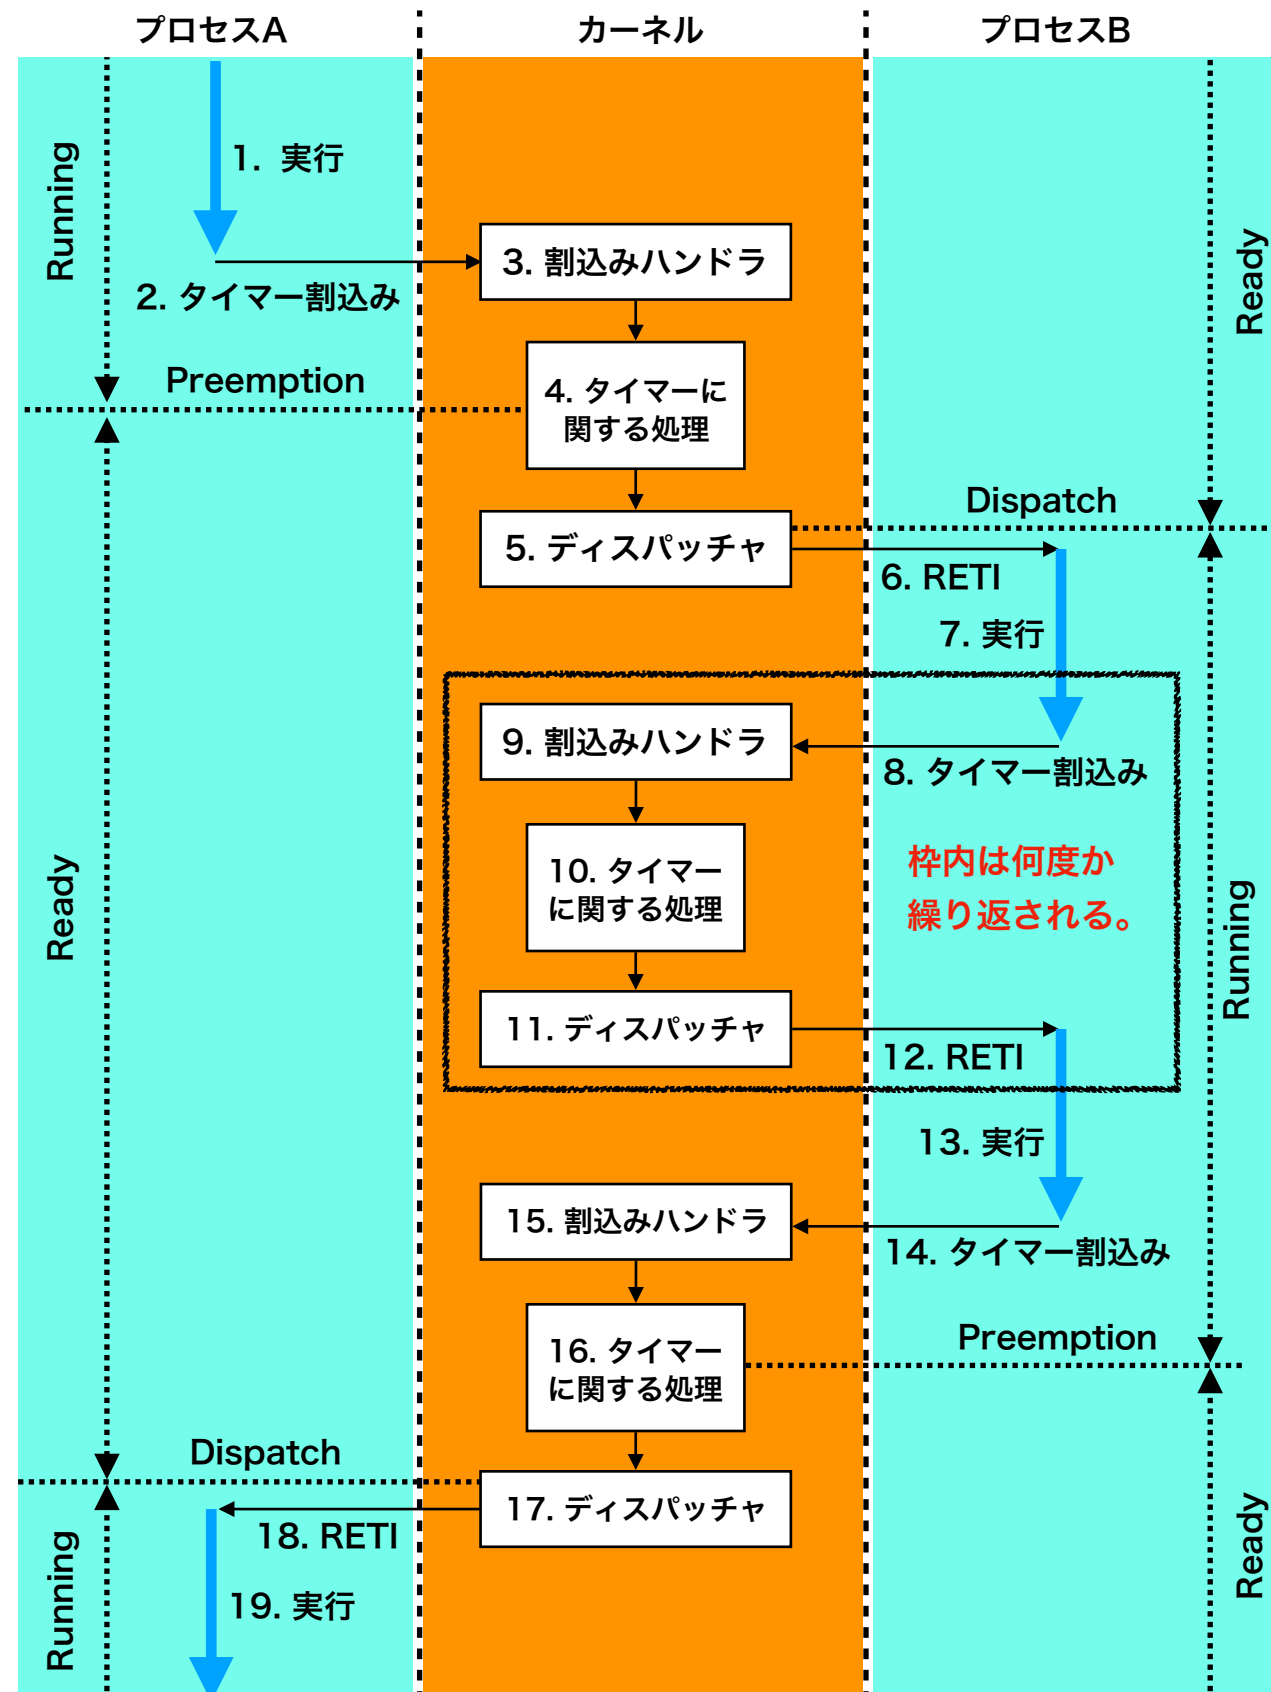 プロセスA
カーネル
プロセスB
Running
1. 実行
Ready
3. 割込みハンドラ
2. タイマー割込み
Preemption
4. タイマーに
関する処理
Dispatch
5. ディスパッチャ
6. RETI
7. 実行
9. 割込みハンドラ
8. タイマー割込み
枠内は何度か
繰り返される。
10. タイマー
に関する処理
Ready
Running
11. ディスパッチャ
12. RETI
13. 実行
15. 割込みハンドラ
14. タイマー割込み
Preemption
16. タイマー
に関する処理
Dispatch
17. ディスパッチャ
18. RETI
Running
19. 実行
Ready